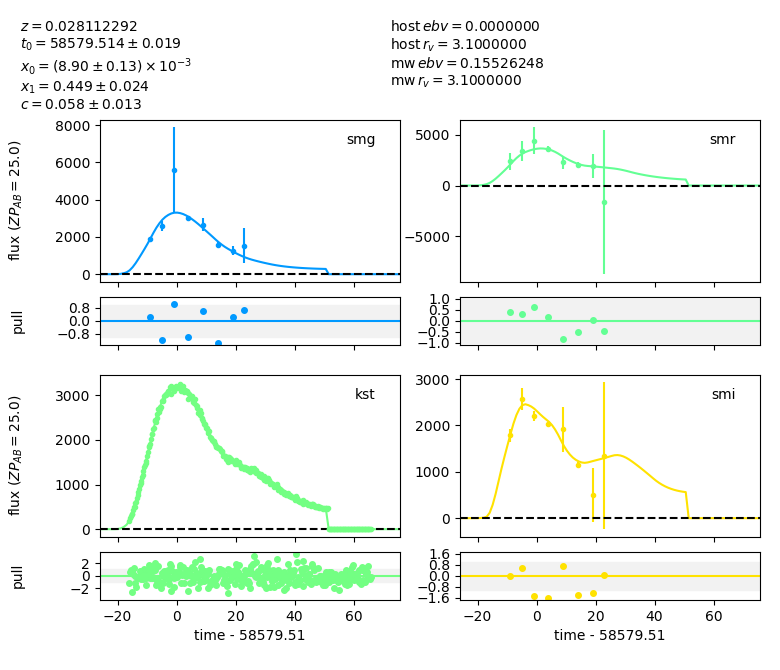 z = 0.028112292
t₀ = 58579.514 ± 0.019
x₀ = (8.90 ± 0.13) × 10⁻³
x₁ = 0.449 ± 0.024
c = 0.058 ± 0.013
host ebv = 0.0000000
host r_v = 3.1000000
mw ebv = 0.15526248
mw r_v = 3.1000000
smg
8000
6000
4000
2000
0
flux (ZP_AB = 25.0)
smr
5000
0
−5000
0.8
0.0
−0.8
pull
1.0
0.5
0.0
−0.5
−1.0
kst
3000
2000
1000
0
flux (ZP_AB = 25.0)
smi
3000
2000
1000
0
2
0
−2
pull
−20 0 20 40 60
time - 58579.51
1.6
0.8
0.0
−0.8
−1.6
−20 0 20 40 60
time - 58579.51